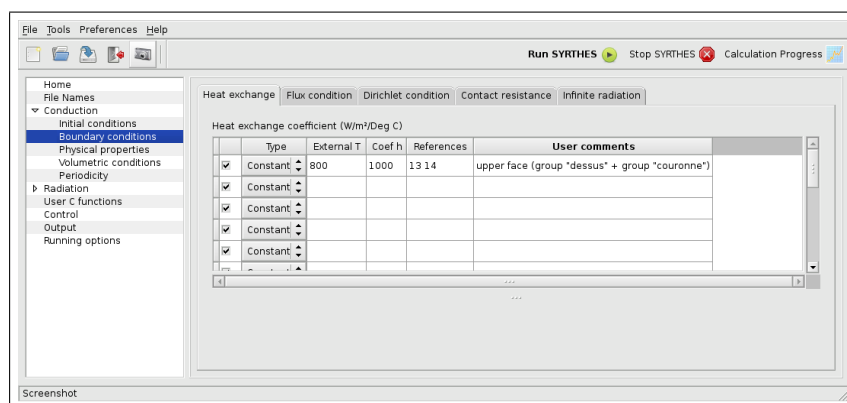 File Tools Preferences Help
Run SYRTHES Stop SYRTHES Calculation Progress
Home
File Names
Conduction
Initial conditions
Boundary conditions
Physical properties
Volumetric conditions
Periodicity
Radiation
User C functions
Control
Output
Running options
Heat exchange Flux condition Dirichlet condition Contact resistance Infinite radiation
Heat exchange coefficient (W/m²/Deg C)
Type External T Coef h References User comments
Constant 800 1000 13 14 upper face (group "dessus" + group "couronne")
Constant
Constant
Constant
Constant
Screenshot